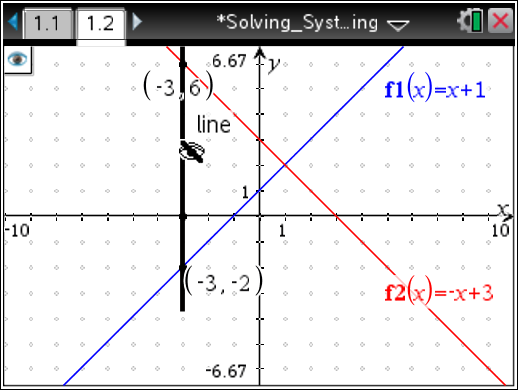 1.1 1.2 *Solving_Syst…ing
6.67 y
(-3,6)
f1(x)=x+1
line
1
x
-10 1 10
(-3,-2)
f2(x)=-x+3
-6.67